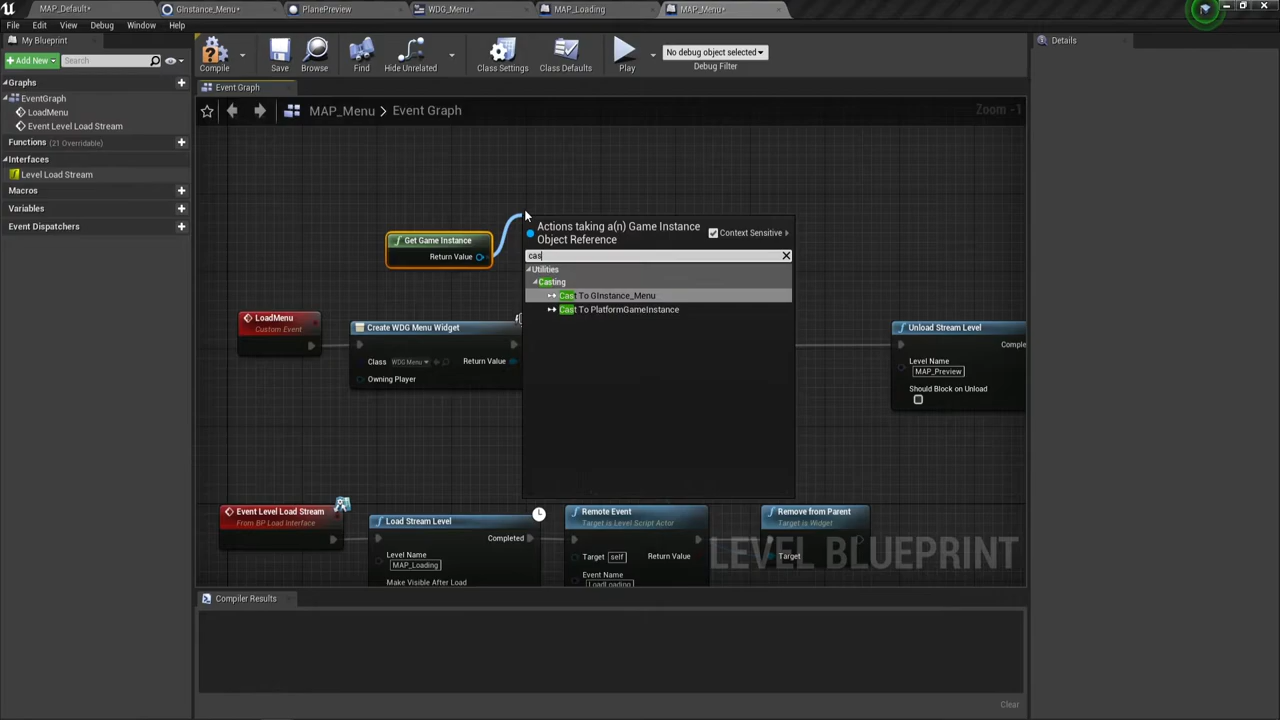 MAP_Default*
GInstance_Menu*
PlanePreview
WDG_Menu*
MAP_Loading
MAP_Menu*
File Edit View Debug Window Help
My Blueprint
Details
+Add New
Search
Compile
Save
Browse
Find
Hide Unrelated
Class Settings
Class Defaults
Play
No debug object selected
Debug Filter
Graphs
EventGraph
LoadMenu
Event Level Load Stream
Functions (21 Overridable)
Interfaces
Level Load Stream
Macros
Variables
Event Dispatchers
Event Graph
MAP_Menu > Event Graph
Zoom -1
Get Game Instance
Return Value
Actions taking a(n) Game Instance
Object Reference
Context Sensitive
cas
Utilities
Casting
Cast To GInstance_Menu
Cast To PlatformGameInstance
LoadMenu
Custom Event
Create WDG Menu Widget
Class WDG Menu
Return Value
Owning Player
Unload Stream Level
Comple
Level Name
MAP_Preview
Should Block on Unload
Event Level Load Stream
From BP Load Interface
Load Stream Level
Completed
Level Name
MAP_Loading
Make Visible After Load
Remote Event
Target is Level Script Actor
Target self
Return Value
Event Name
LoadLoading
Remove from Parent
Target is Widget
Target
LEVEL BLUEPRINT
Compiler Results
Clear